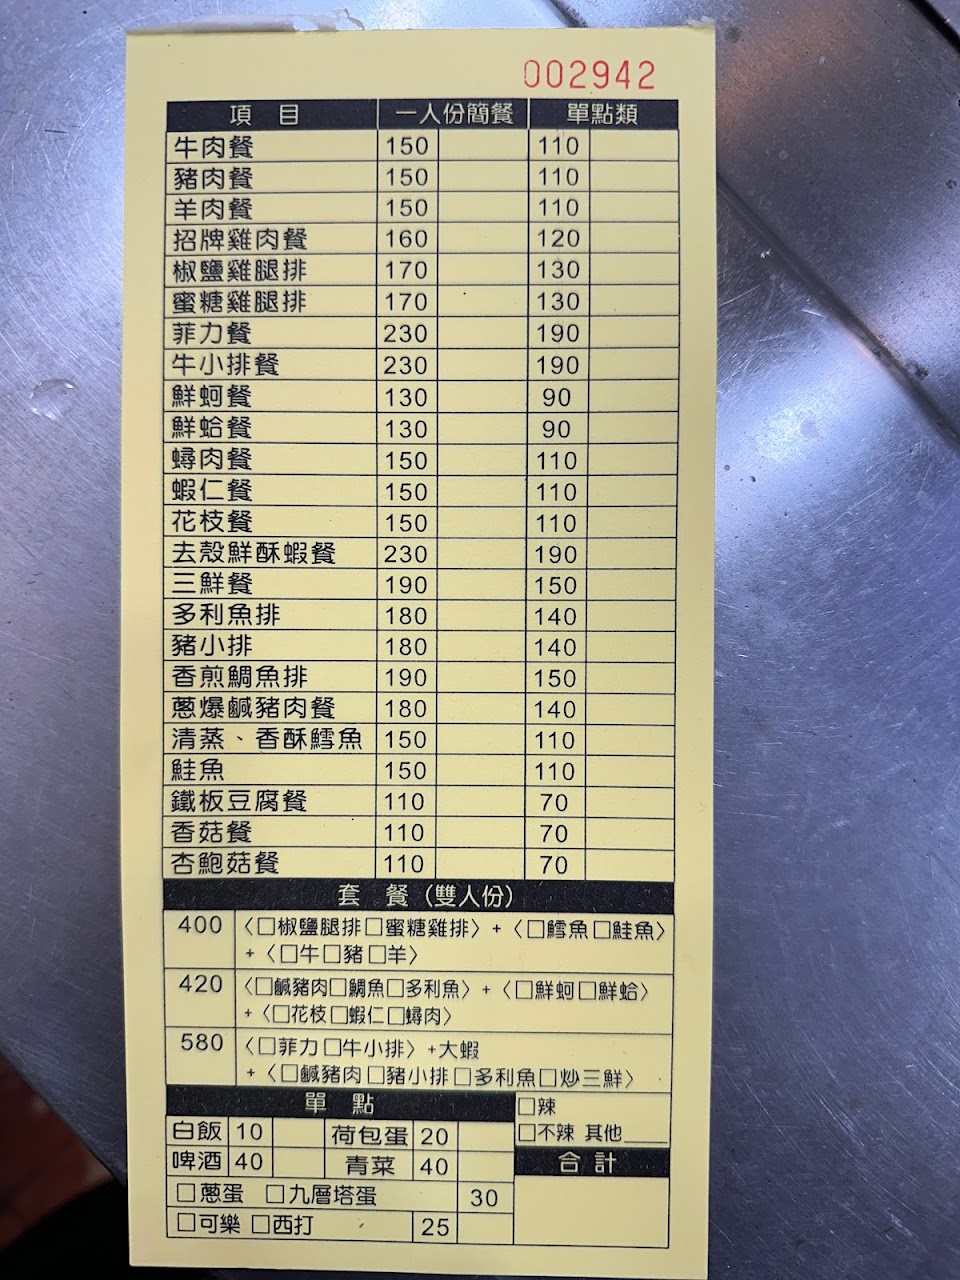 002942
項目 一人份簡餐 單點類
牛肉餐 150 110
豬肉餐 150 110
羊肉餐 150 110
招牌雞肉餐 160 120
椒鹽雞腿排 170 130
蜜糖雞腿排 170 130
菲力餐 230 190
牛小排餐 230 190
鮮蚵餐 130 90
鮮蛤餐 130 90
蟳肉餐 150 110
蝦仁餐 150 110
花枝餐 150 110
去殼鮮酥蝦餐 230 190
三鮮餐 190 150
多利魚排 180 140
豬小排 180 140
香煎鯛魚排 190 150
蔥爆鹹豬肉餐 180 140
清蒸、香酥鱈魚 150 110
鮭魚 150 110
鐵板豆腐餐 110 70
香菇餐 110 70
杏鮑菇餐 110 70
套餐(雙人份)
400 〈□椒鹽腿排□蜜糖雞排〉+〈□鱈魚□鮭魚〉
+〈□牛□豬□羊〉
420 〈□鹹豬肉□鯛魚□多利魚〉+〈□鮮蚵□鮮蛤〉
+〈□花枝□蝦仁□蟳肉〉
580 〈□菲力□牛小排〉+大蝦
+〈□鹹豬肉□豬小排□多利魚□炒三鮮〉
單點
白飯 10 荷包蛋 20
啤酒 40 青菜 40
□蔥蛋 □九層塔蛋 30
□可樂 □西打 25
□辣
□不辣 其他____
合計